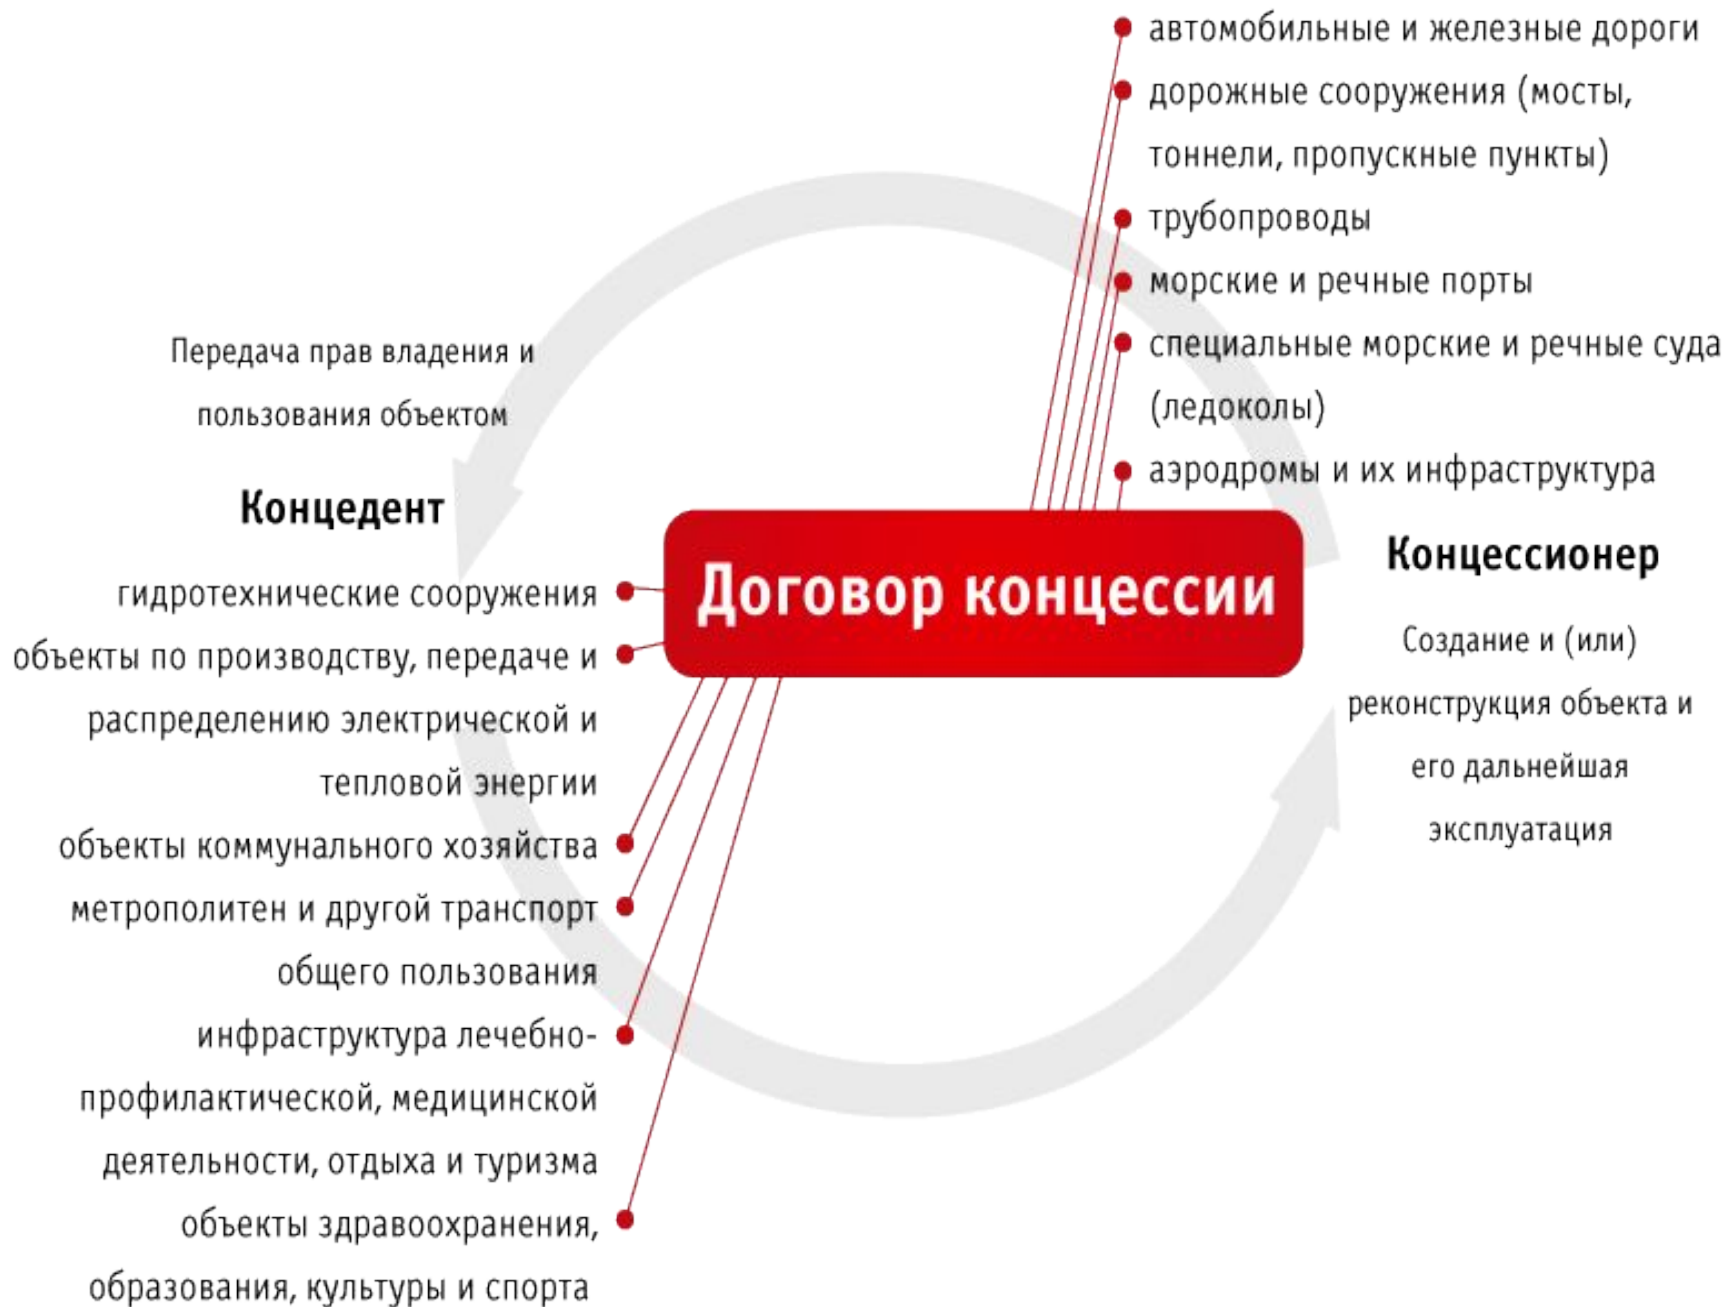 автомобильные и железные дороги
дорожные сооружения (мосты,
тоннели, пропускные пункты)
трубопроводы
морские и речные порты
специальные морские и речные суда
(ледоколы)
аэродромы и их инфраструктура
Передача прав владения и
пользования объектом
Концедент
Договор концессии
Концессионер
Создание и (или)
реконструкция объекта и
его дальнейшая
эксплуатация
гидротехнические сооружения
объекты по производству, передаче и
распределению электрической и
тепловой энергии
объекты коммунального хозяйства
метрополитен и другой транспорт
общего пользования
инфраструктура лечебно-
профилактической, медицинской
деятельности, отдыха и туризма
объекты здравоохранения,
образования, культуры и спорта